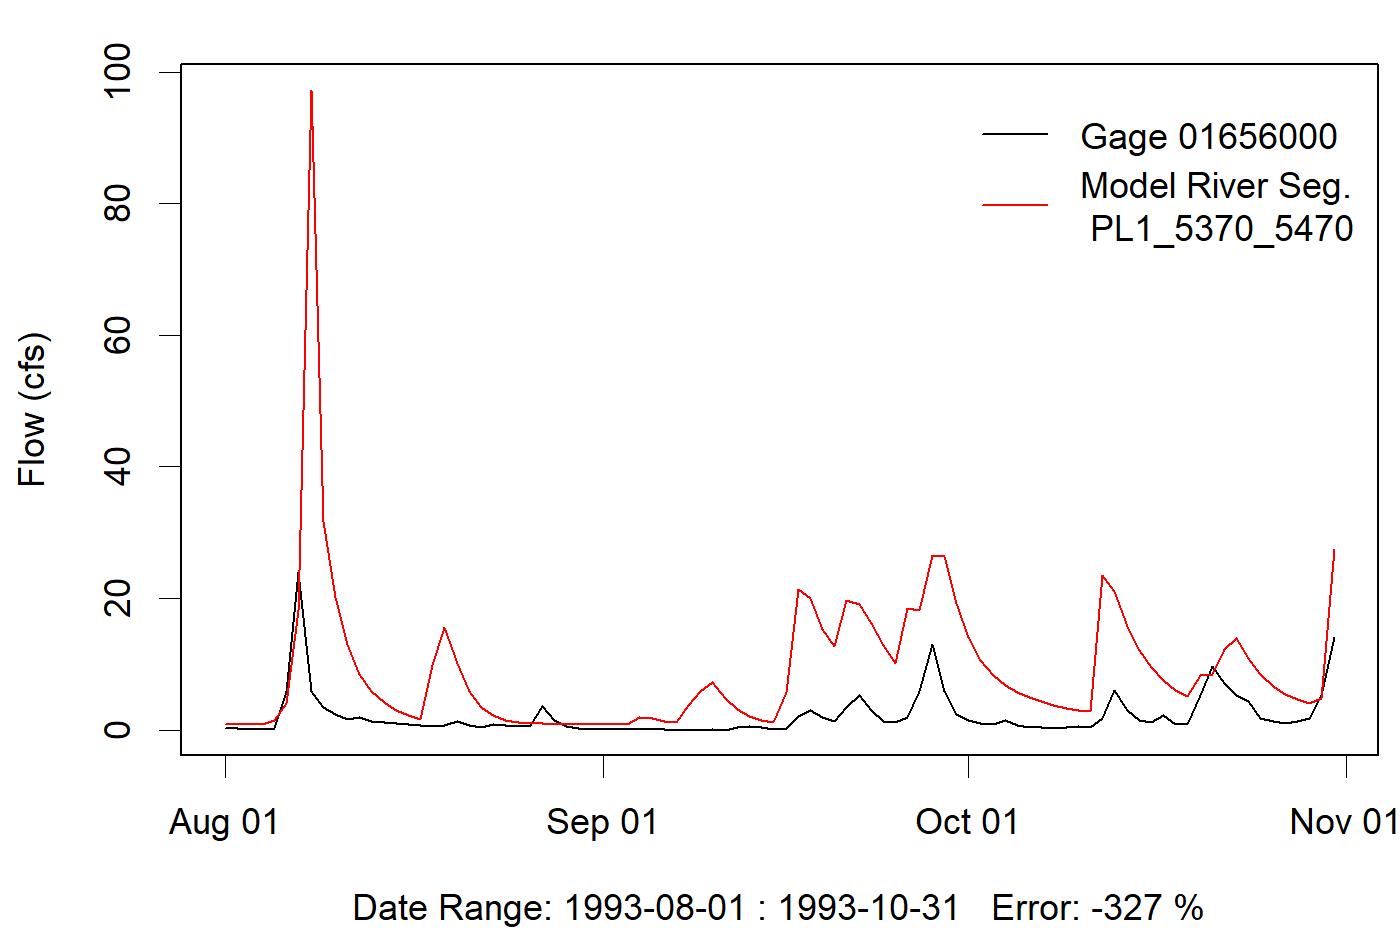 100
80
60
40
20
0
Flow (cfs)
Gage 01656000
Model River Seg.
PL1_5370_5470
Aug 01
Sep 01
Oct 01
Nov 01
Date Range: 1993-08-01 : 1993-10-31 Error: -327 %